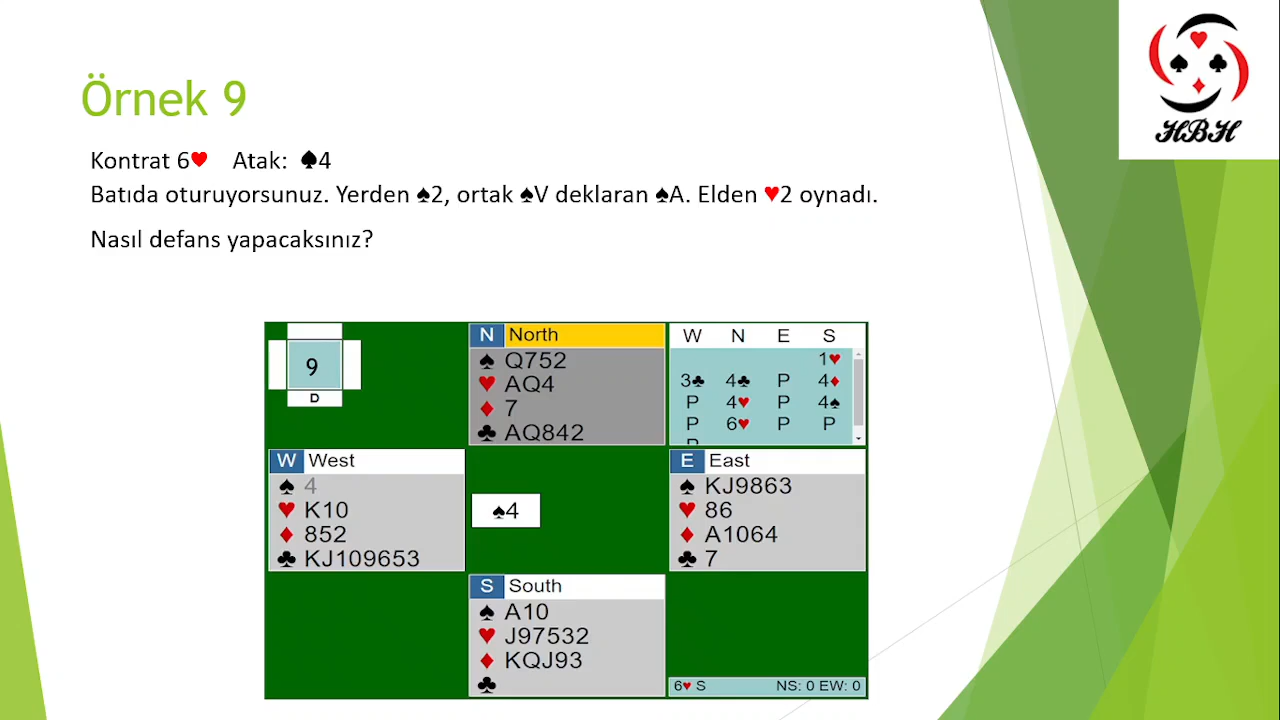 HBH
Örnek 9
Kontrat 6♥ Atak: ♠4
Batıda oturuyorsunuz. Yerden ♠2, ortak ♠V deklaran ♠A. Elden ♥2 oynadı.
Nasıl defans yapacaksınız?
9
D
N North
♠ Q752
♥ AQ4
♦ 7
♣ AQ842
W N E S
1♥
3♣ 4♣ P 4♦
P 4♥ P 4♠
P 6♥ P P
W West
♠ 4
♥ K10
♦ 852
♣ KJ109653
♠4
E East
♠ KJ9863
♥ 86
♦ A1064
♣ 7
S South
♠ A10
♥ J97532
♦ KQJ93
♣
6♥ S NS: 0 EW: 0